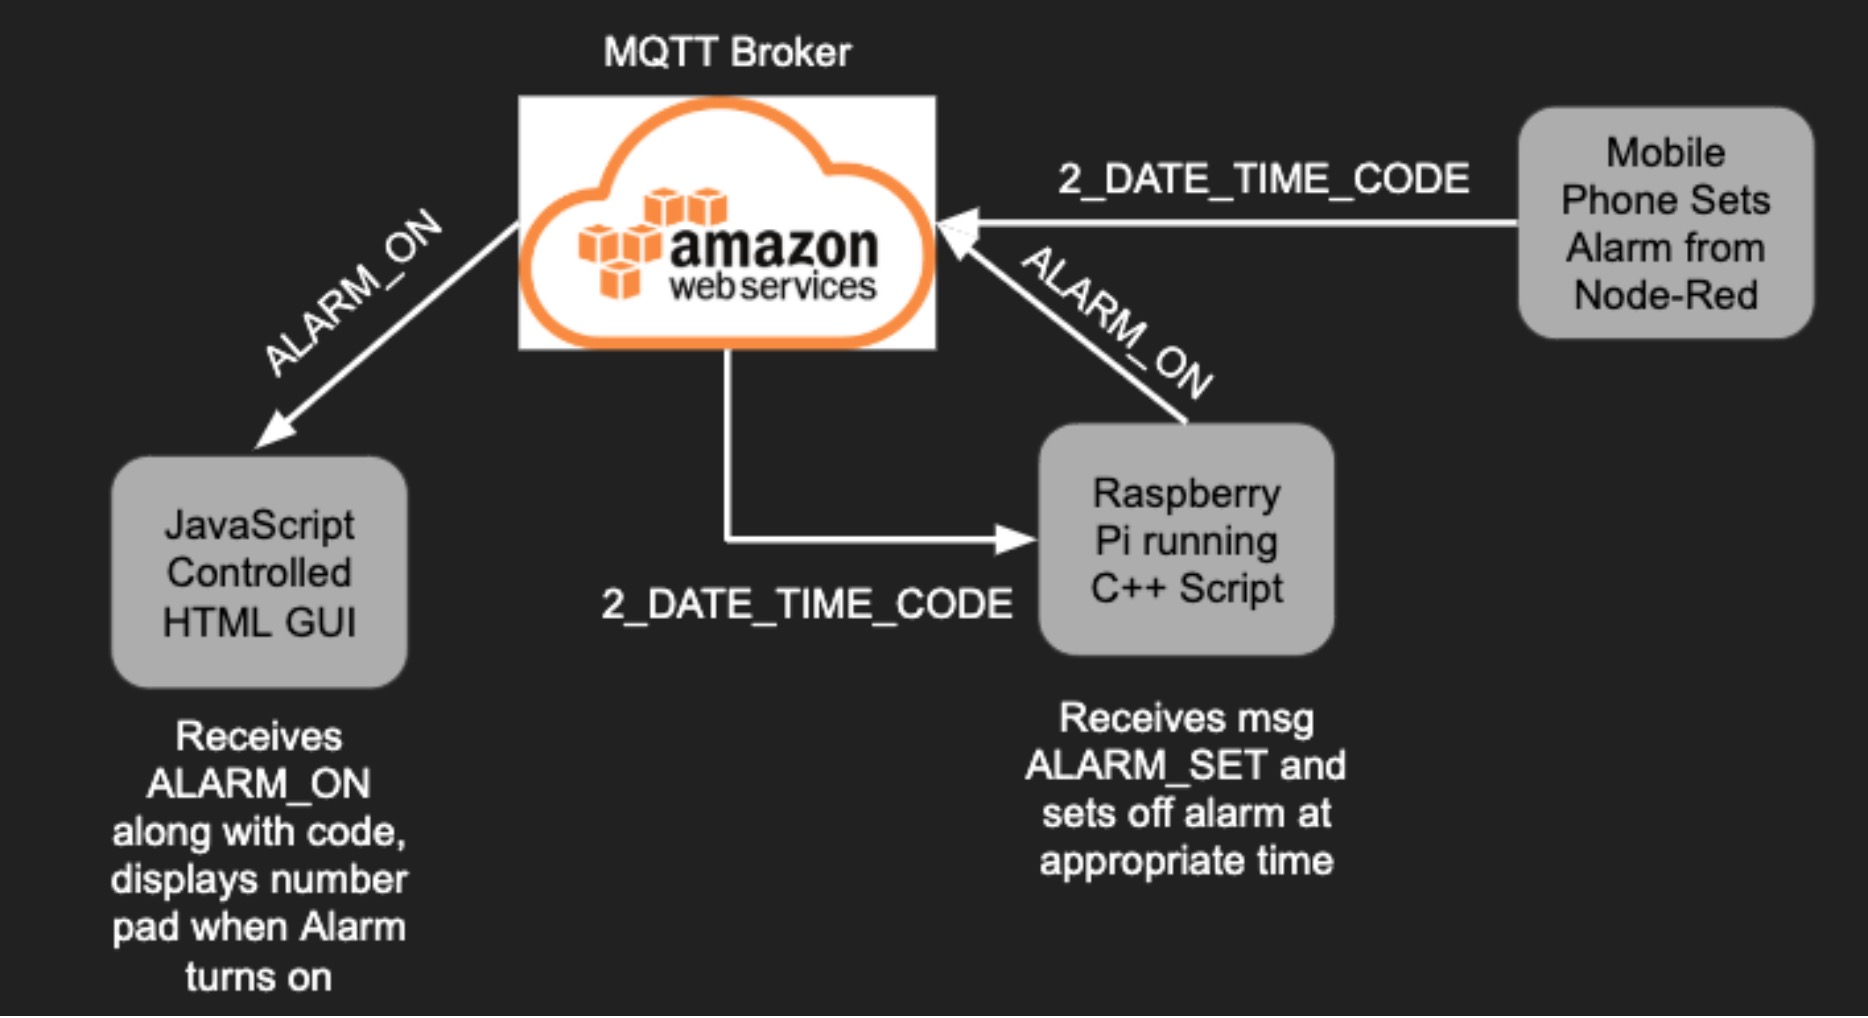 MQTT Broker
amazon
web services
2_DATE_TIME_CODE
Mobile
Phone Sets
Alarm from
Node-Red
ALARM_ON
ALARM_ON
JavaScript
Controlled
HTML GUI
Raspberry
Pi running
C++ Script
2_DATE_TIME_CODE
Receives
ALARM_ON
along with code,
displays number
pad when Alarm
turns on
Receives msg
ALARM_SET and
sets off alarm at
appropriate time